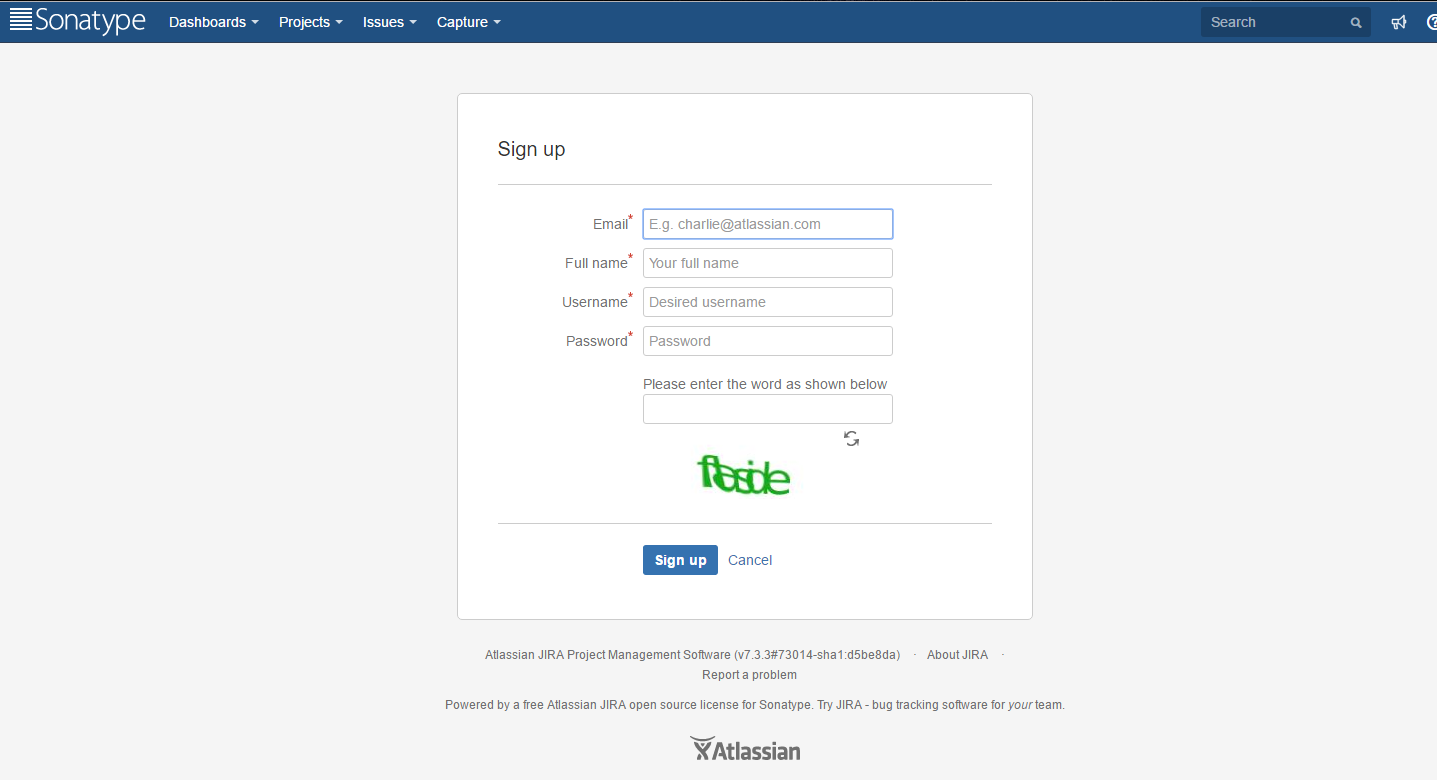 Sonatype Dashboards Projects Issues Capture Search
Sign up
Email* E.g. charlie@atlassian.com
Full name* Your full name
Username* Desired username
Password* Password
Please enter the word as shown below
Sign up Cancel
Atlassian JIRA Project Management Software (v7.3.3#73014-sha1:d5be8da) · About JIRA ·
Report a problem
Powered by a free Atlassian JIRA open source license for Sonatype. Try JIRA - bug tracking software for your team.
Atlassian